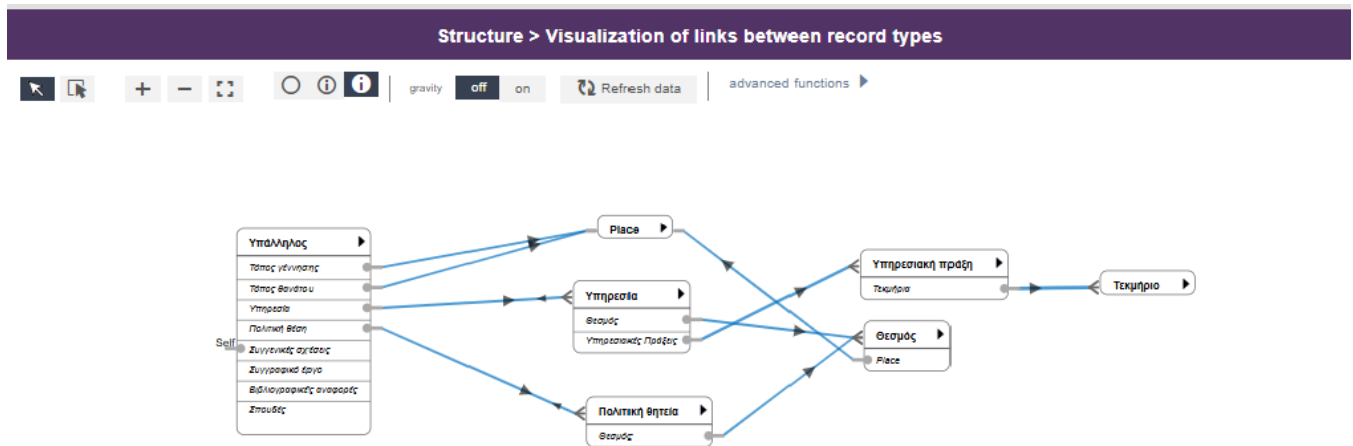 Structure > Visualization of links between record types
gravity off on Refresh data advanced functions
Υπάλληλος
Τόπος γέννησης
Τόπος θανάτου
Υπηρεσία
Πολιτική θέση
Self
Συγγενικές σχέσεις
Συγγραφικό έργο
Βιβλιογραφικές αναφορές
Σπουδές
Place
Υπηρεσία
Θεσμός
Υπηρεσιακές Πράξεις
Πολιτική θητεία
Θεσμός
Υπηρεσιακή πράξη
Τεκμήριο
Θεσμός
Place
Τεκμήριο